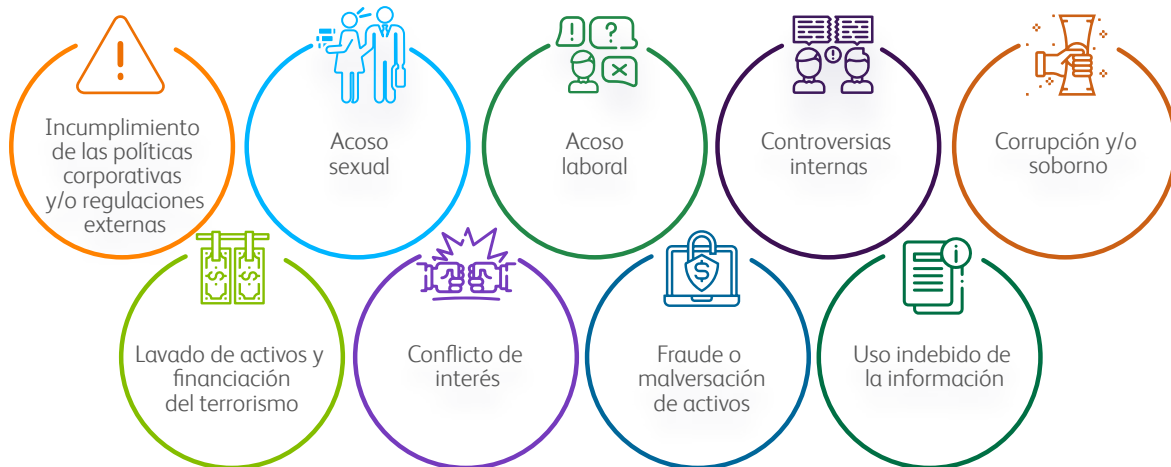 Incumplimiento
de las políticas
corporativas
y/o regulaciones
externas
Acoso
sexual
Acoso
laboral
Controversias
internas
Corrupción y/o
soborno
Lavado de activos y
financiación
del terrorismo
Conflicto de
interés
Fraude o
malversación
de activos
Uso indebido de
la información